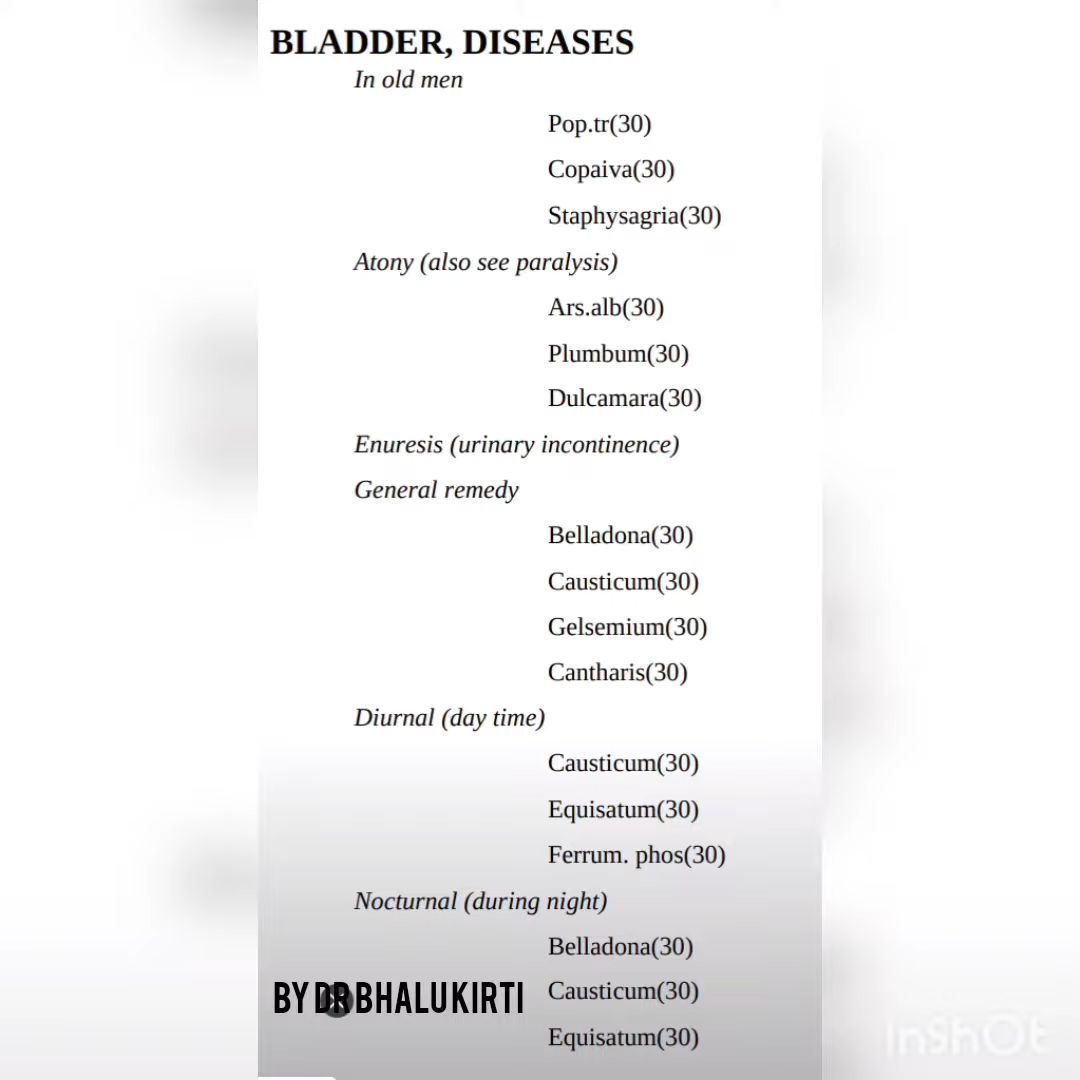 BLADDER, DISEASES
In old men
Pop.tr(30)
Copaiva(30)
Staphysagria(30)
Atony (also see paralysis)
Ars.alb(30)
Plumbum(30)
Dulcamara(30)
Enuresis (urinary incontinence)
General remedy
Belladona(30)
Causticum(30)
Gelsemium(30)
Cantharis(30)
Diurnal (day time)
Causticum(30)
Equisatum(30)
Ferrum. phos(30)
Nocturnal (during night)
Belladona(30)
BY DR BHALUKIRTI
Causticum(30)
Equisatum(30)
InShOt